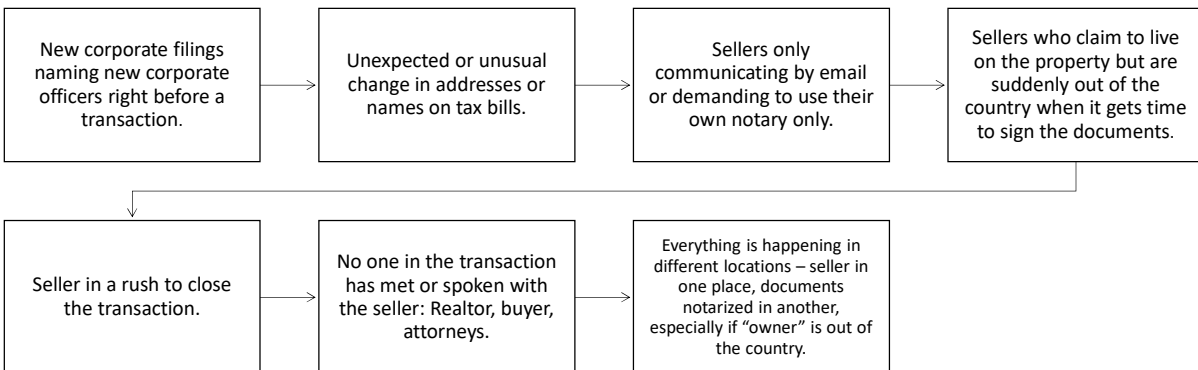 New corporate filings
naming new corporate
officers right before a
transaction.
Unexpected or unusual
change in addresses or
names on tax bills.
Sellers only
communicating by email
or demanding to use their
own notary only.
Sellers who claim to live
on the property but are
suddenly out of the
country when it gets time
to sign the documents.
Seller in a rush to close
the transaction.
No one in the transaction
has met or spoken with
the seller: Realtor, buyer,
attorneys.
Everything is happening in
different locations – seller in
one place, documents
notarized in another,
especially if “owner” is out of
the country.